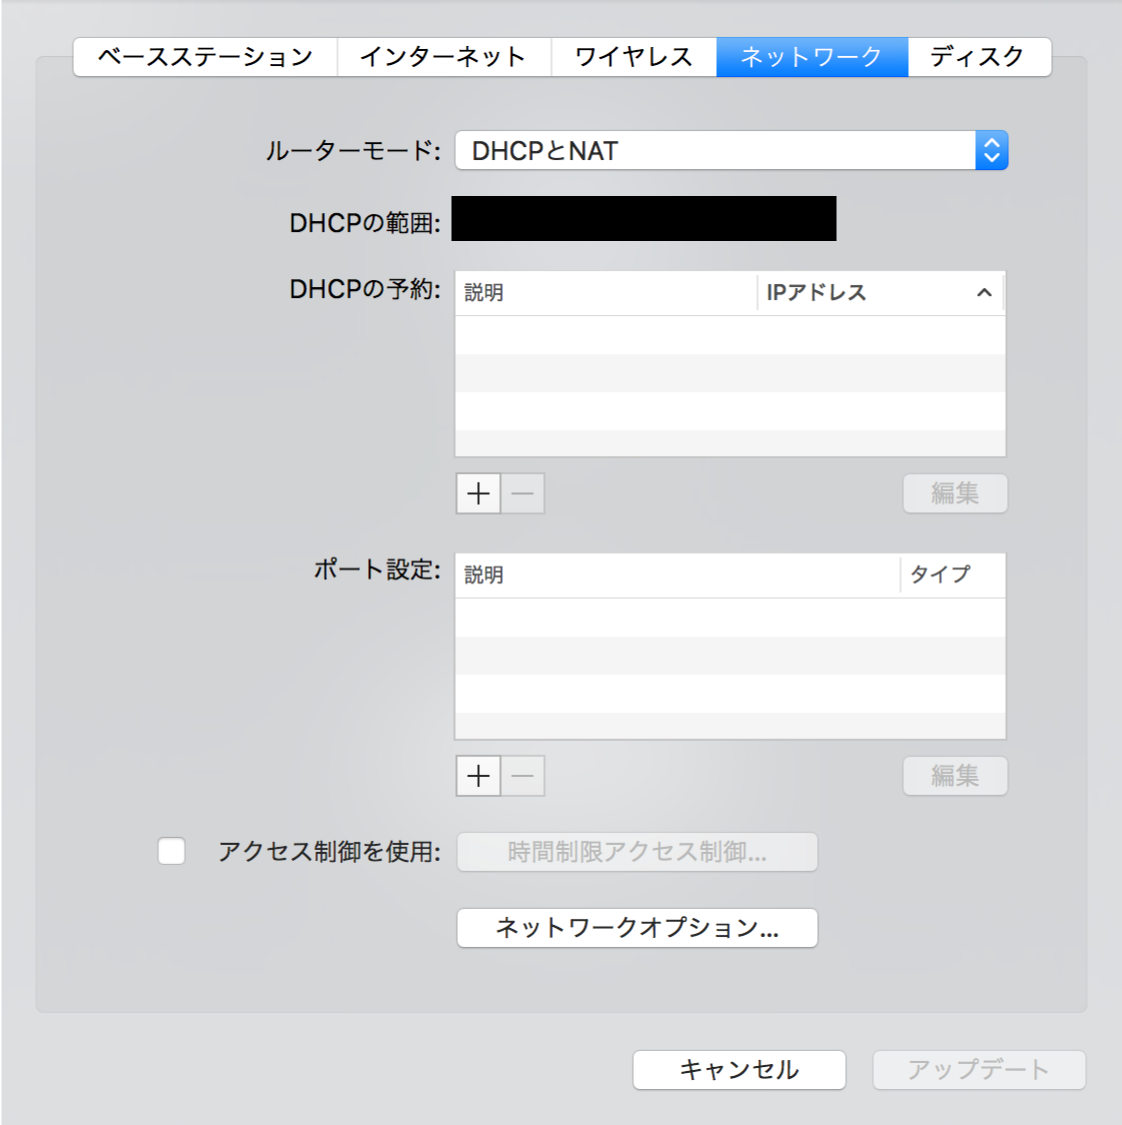 ベースステーション インターネット ワイヤレス ネットワーク ディスク
ルーターモード: DHCPとNAT
DHCPの範囲:
DHCPの予約: 説明 IPアドレス
編集
ポート設定: 説明 タイプ
編集
アクセス制御を使用: 時間制限アクセス制御...
ネットワークオプション...
キャンセル アップデート